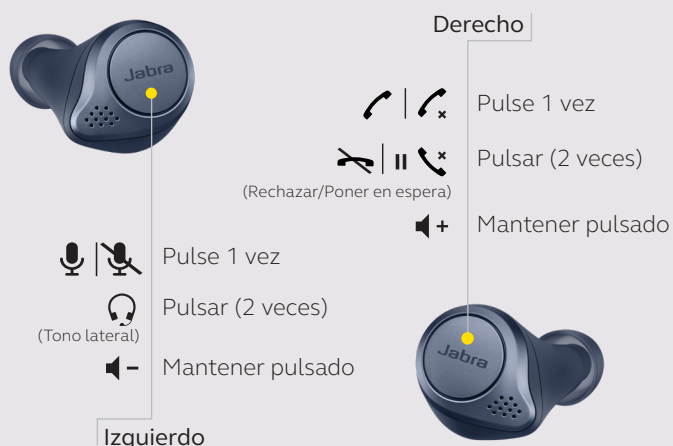 Jabra
Derecho
Pulse 1 vez
Pulsar (2 veces)
(Rechazar/Poner en espera)
Mantener pulsado
Pulse 1 vez
Pulsar (2 veces)
(Tono lateral)
Mantener pulsado
Izquierdo
Jabra